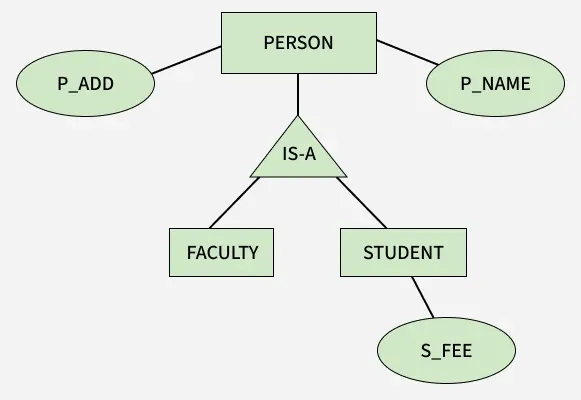 PERSON
P_ADD
P_NAME
IS-A
FACULTY
STUDENT
S_FEE